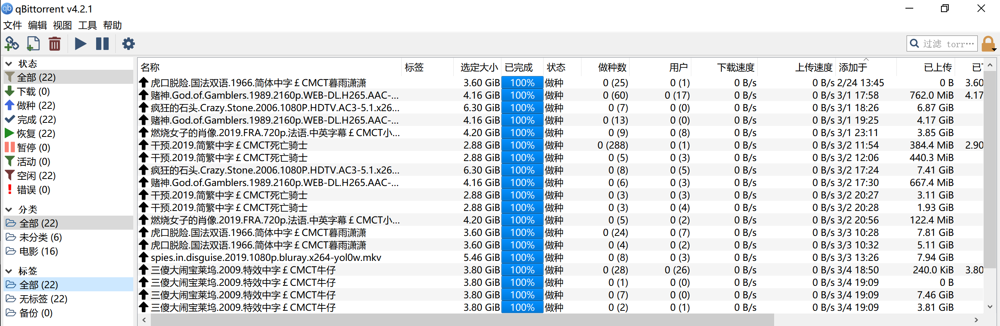 qBittorrent v4.2.1
文件 编辑 视图 工具 帮助
过滤 torr…
状态
全部 (22)
下载 (0)
做种 (22)
完成 (22)
恢复 (22)
暂停 (0)
活动 (0)
空闲 (22)
错误 (0)
分类
全部 (22)
未分类 (6)
电影 (16)
标签
全部 (22)
无标签 (22)
备份 (0)
名称 标签 选定大小 已完成 状态 做种数 用户 下载速度 上传速度 添加于 已上传
虎口脱险.国法双语.1966.简体中字￡CMCT暮雨潇潇 3.60 GiB 100% 做种 0 (25) 0 (1) 0 B/s 0 B/s 2/24 13:45 0 B 3.60
赌神.God.of.Gamblers.1989.2160p.WEB-DL.H265.AAC-... 4.16 GiB 100% 做种 0 (60) 0 (17) 0 B/s 0 B/s 3/1 17:58 762.0 MiB 4.17
疯狂的石头.Crazy.Stone.2006.1080P.HDTV.AC3-5.1.x26... 6.30 GiB 100% 做种 0 (7) 0 (0) 0 B/s 0 B/s 3/1 18:26 6.87 GiB
赌神.God.of.Gamblers.1989.2160p.WEB-DL.H265.AAC-... 4.16 GiB 100% 做种 0 (13) 0 (0) 0 B/s 0 B/s 3/1 19:25 4.17 GiB
燃烧女子的肖像.2019.FRA.720p.法语.中英字幕￡CMCT小... 4.20 GiB 100% 做种 0 (9) 0 (8) 0 B/s 0 B/s 3/1 23:11 3.85 GiB
干预.2019.简繁中字￡CMCT死亡骑士 2.88 GiB 100% 做种 0 (288) 0 (1) 0 B/s 0 B/s 3/2 11:54 384.4 MiB 2.90
干预.2019.简繁中字￡CMCT死亡骑士 2.88 GiB 100% 做种 0 (5) 0 (3) 0 B/s 0 B/s 3/2 12:06 440.3 MiB
疯狂的石头.Crazy.Stone.2006.1080P.HDTV.AC3-5.1.x26... 6.30 GiB 100% 做种 0 (8) 0 (5) 0 B/s 0 B/s 3/2 17:24 7.41 GiB
赌神.God.of.Gamblers.1989.2160p.WEB-DL.H265.AAC-... 4.16 GiB 100% 做种 0 (6) 0 (3) 0 B/s 0 B/s 3/2 17:30 667.4 MiB
干预.2019.简繁中字￡CMCT死亡骑士 2.88 GiB 100% 做种 0 (3) 0 (3) 0 B/s 0 B/s 3/2 20:27 3.11 GiB
干预.2019.简繁中字￡CMCT死亡骑士 2.88 GiB 100% 做种 0 (3) 0 (4) 0 B/s 0 B/s 3/2 20:28 1.93 GiB
燃烧女子的肖像.2019.FRA.720p.法语.中英字幕￡CMCT小... 4.20 GiB 100% 做种 0 (5) 0 (2) 0 B/s 0 B/s 3/2 20:56 122.4 MiB
虎口脱险.国法双语.1966.简体中字￡CMCT暮雨潇潇 3.60 GiB 100% 做种 0 (24) 0 (7) 0 B/s 0 B/s 3/3 10:28 7.81 GiB
虎口脱险.国法双语.1966.简体中字￡CMCT暮雨潇潇 3.60 GiB 100% 做种 0 (4) 0 (2) 0 B/s 0 B/s 3/3 10:32 5.11 GiB
spies.in.disguise.2019.1080p.bluray.x264-yol0w.mkv 5.46 GiB 100% 做种 0 (8) 0 (3) 0 B/s 0 B/s 3/3 13:26 7.94 GiB
三傻大闹宝莱坞.2009.特效中字￡CMCT牛仔 3.80 GiB 100% 做种 0 (28) 0 (26) 0 B/s 0 B/s 3/4 18:50 240.0 KiB 3.80
三傻大闹宝莱坞.2009.特效中字￡CMCT牛仔 3.80 GiB 100% 做种 0 (1) 0 (0) 0 B/s 0 B/s 3/4 19:09 0 B
三傻大闹宝莱坞.2009.特效中字￡CMCT牛仔 3.80 GiB 100% 做种 0 (7) 0 (0) 0 B/s 0 B/s 3/4 19:09 7.46 GiB
三傻大闹宝莱坞.2009.特效中字￡CMCT牛仔 3.80 GiB 100% 做种 0 (2) 0 (1) 0 B/s 0 B/s 3/4 19:09 3.81 GiB